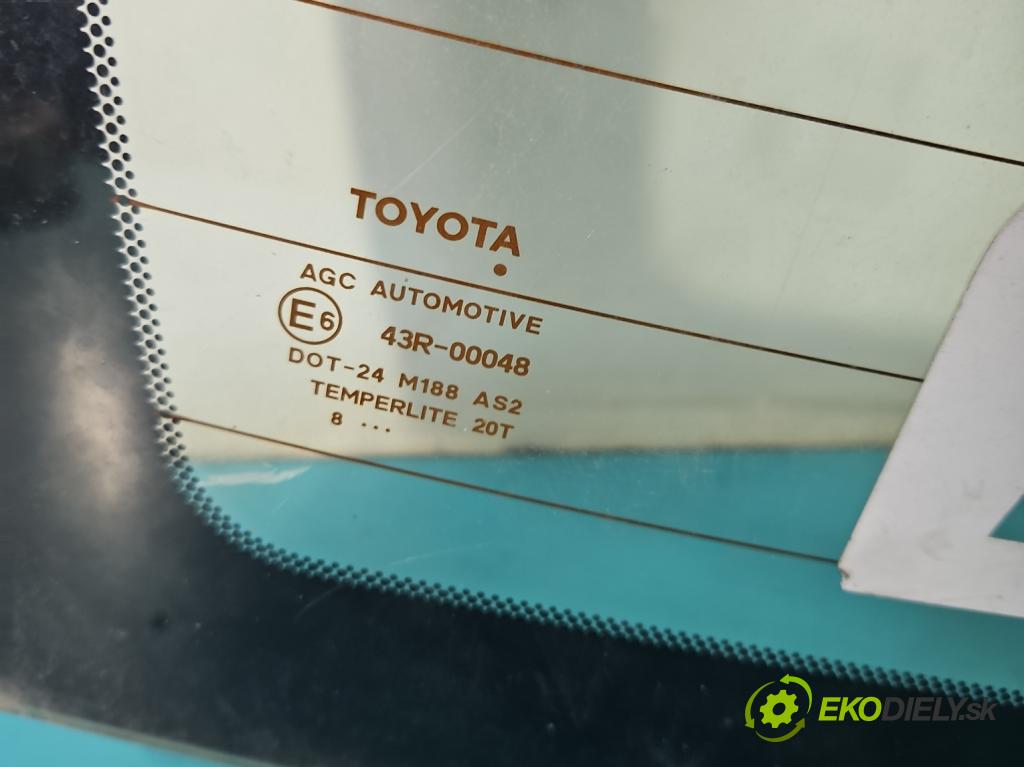 TOYOTA
AGC AUTOMOTIVE
E6 43R-00048
DOT-24 M188 AS2
TEMPERLITE 20T
8 ...
EKODIELY.sk